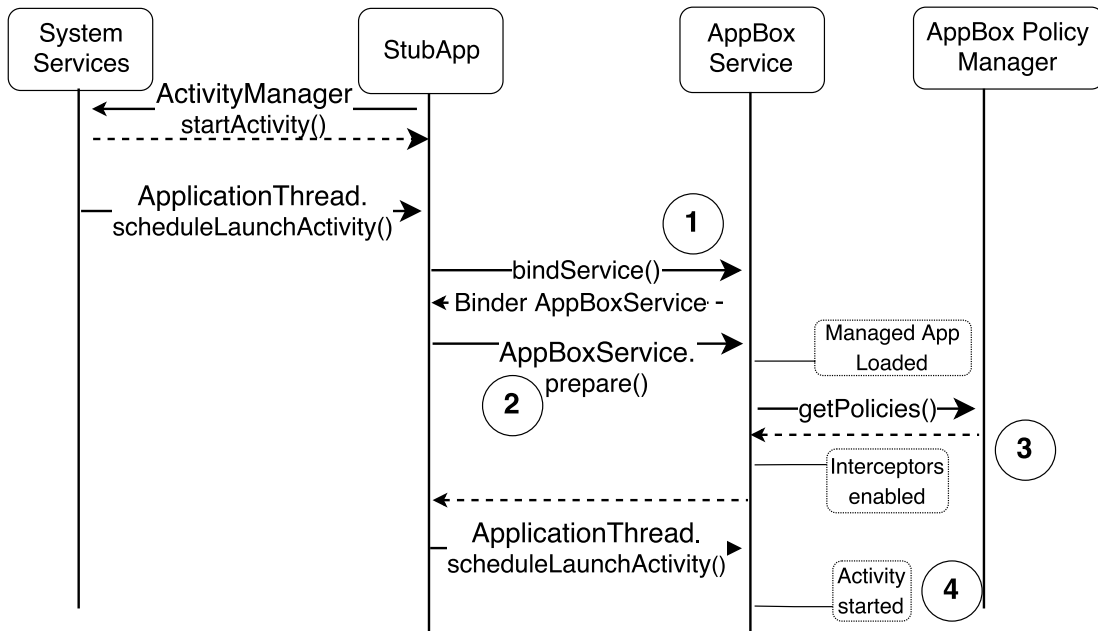 System
Services
StubApp
AppBox
Service
AppBox Policy
Manager
ActivityManager
startActivity()
ApplicationThread.
scheduleLaunchActivity()
1
bindService()
Binder AppBoxService
Managed App
Loaded
AppBoxService.
prepare()
2
getPolicies()
3
Interceptors
enabled
ApplicationThread.
scheduleLaunchActivity()
Activity
started
4